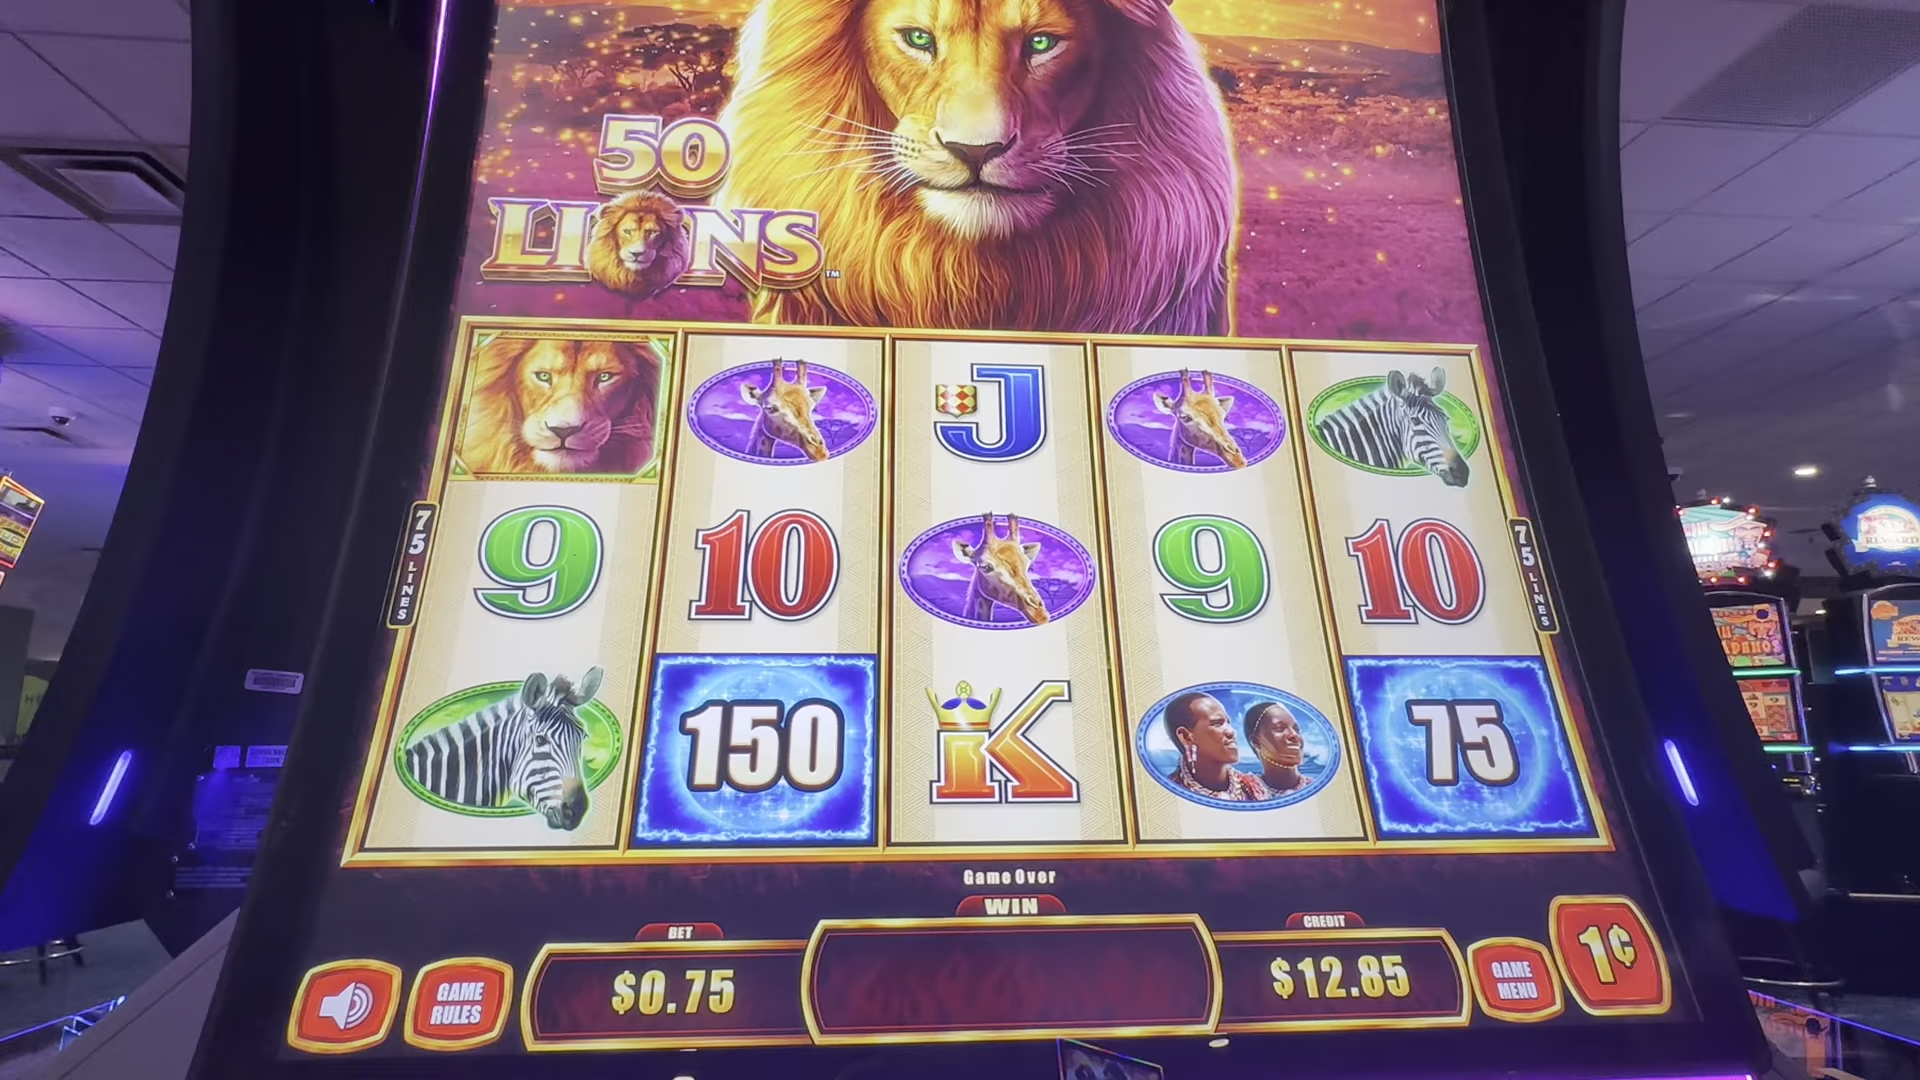 50
LIONS™
J
75 LINES
9
10
9
10
75 LINES
150
K
75
Game Over
WIN
BET
CREDIT
$0.75
$12.85
GAME
RULES
GAME
MENU
1¢